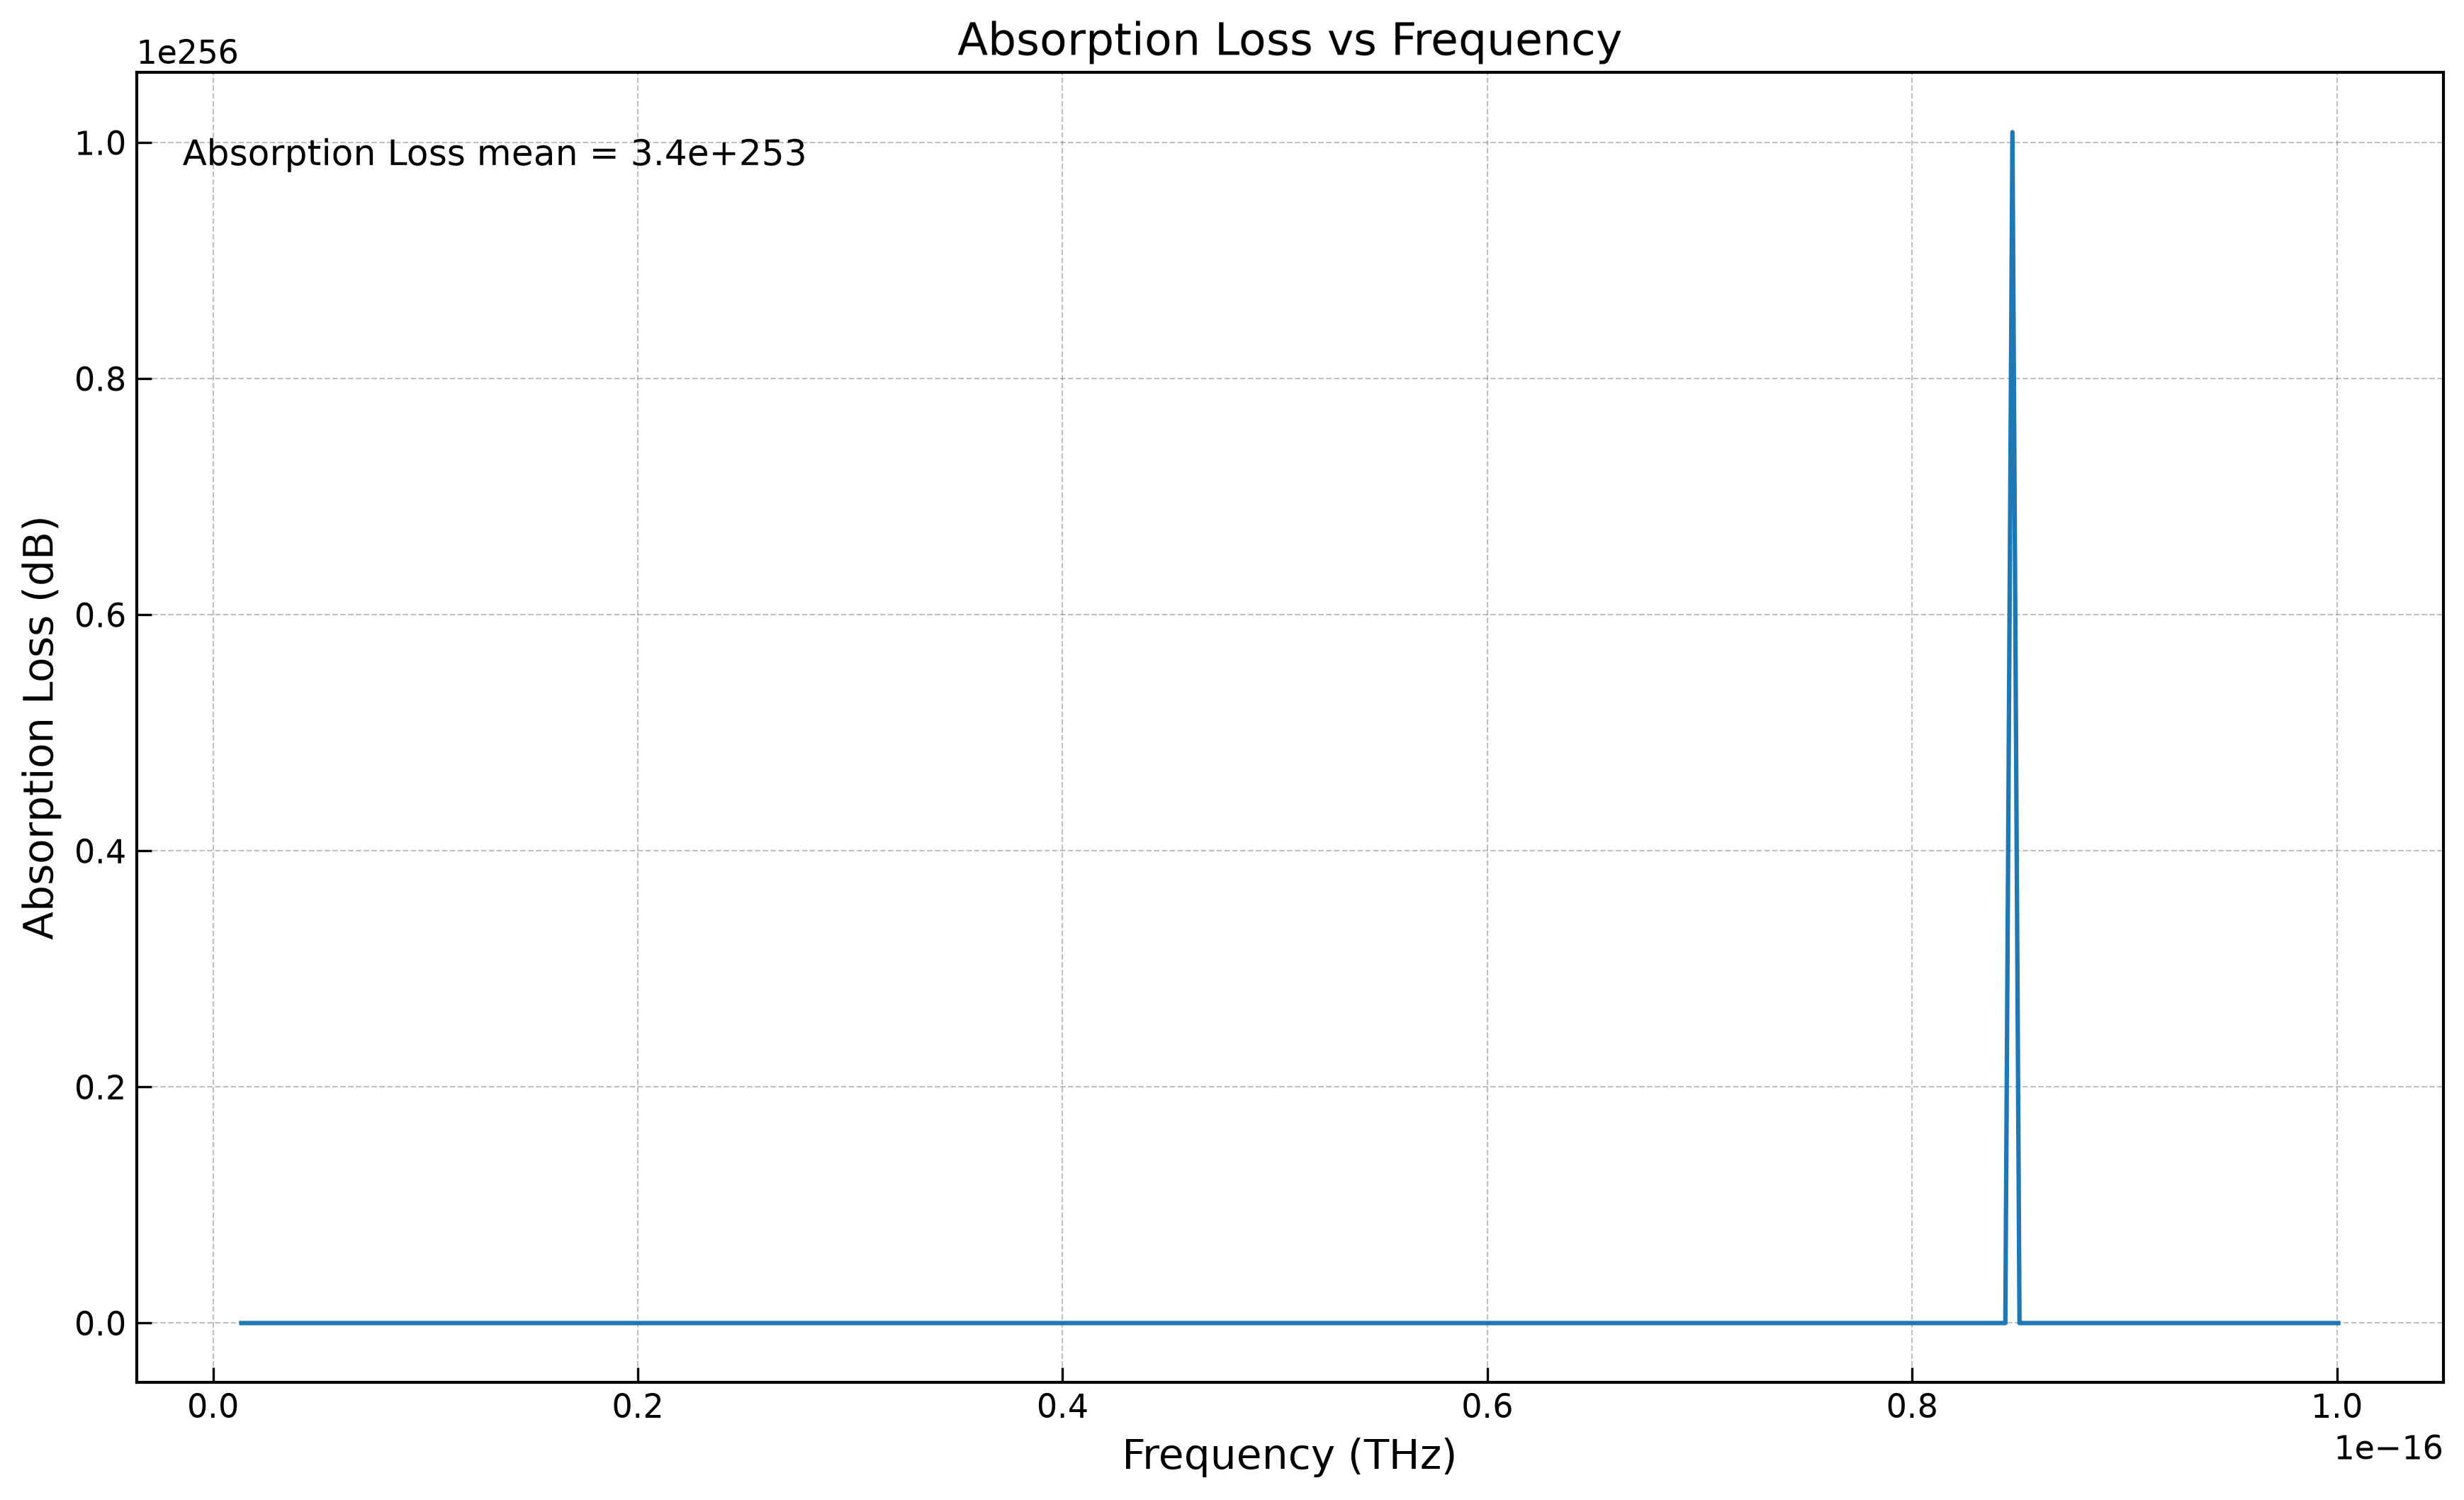 Absorption Loss vs Frequency
1e256
Absorption Loss mean = 3.4e+253
1.0
0.8
0.6
0.4
0.2
0.0
Absorption Loss (dB)
0.0 0.2 0.4 0.6 0.8 1.0
1e−16
Frequency (THz)